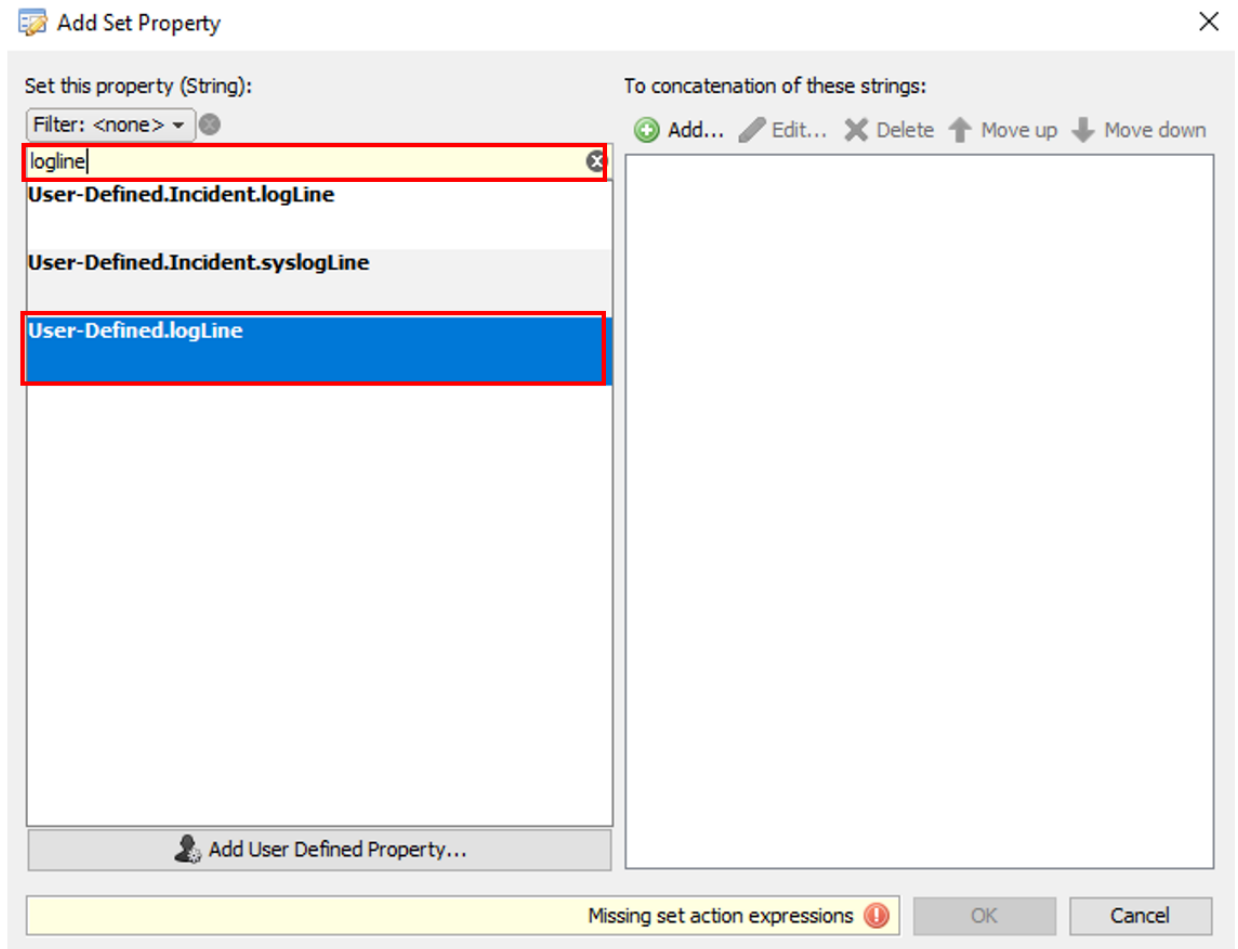 Add Set Property
Set this property (String):
To concatenation of these strings:
Filter: <none>
Add... Edit... Delete Move up Move down
logline
User-Defined.Incident.logLine
User-Defined.Incident.syslogLine
User-Defined.logLine
Add User Defined Property...
Missing set action expressions
OK
Cancel